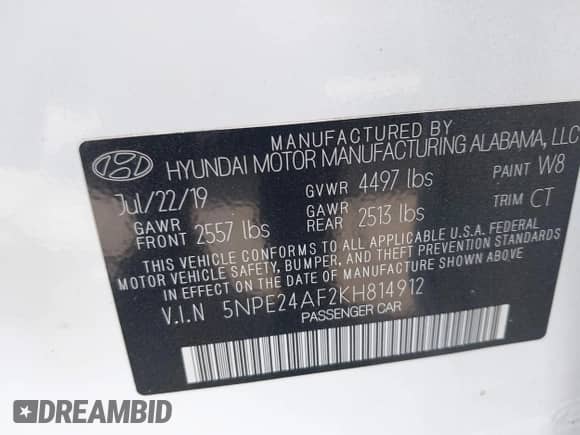 MANUFACTURED BY
HYUNDAI MOTOR MANUFACTURING ALABAMA, LLC
Jul/22/19 GVWR 4497 lbs PAINT W8
GAWR FRONT 2557 lbs GAWR REAR 2513 lbs TRIM CT
THIS VEHICLE CONFORMS TO ALL APPLICABLE U.S.A. FEDERAL
MOTOR VEHICLE SAFETY, BUMPER, AND THEFT PREVENTION STANDARDS
IN EFFECT ON THE DATE OF MANUFACTURE SHOWN ABOVE.
V.I.N 5NPE24AF2KH814912
PASSENGER CAR
DREAMBID